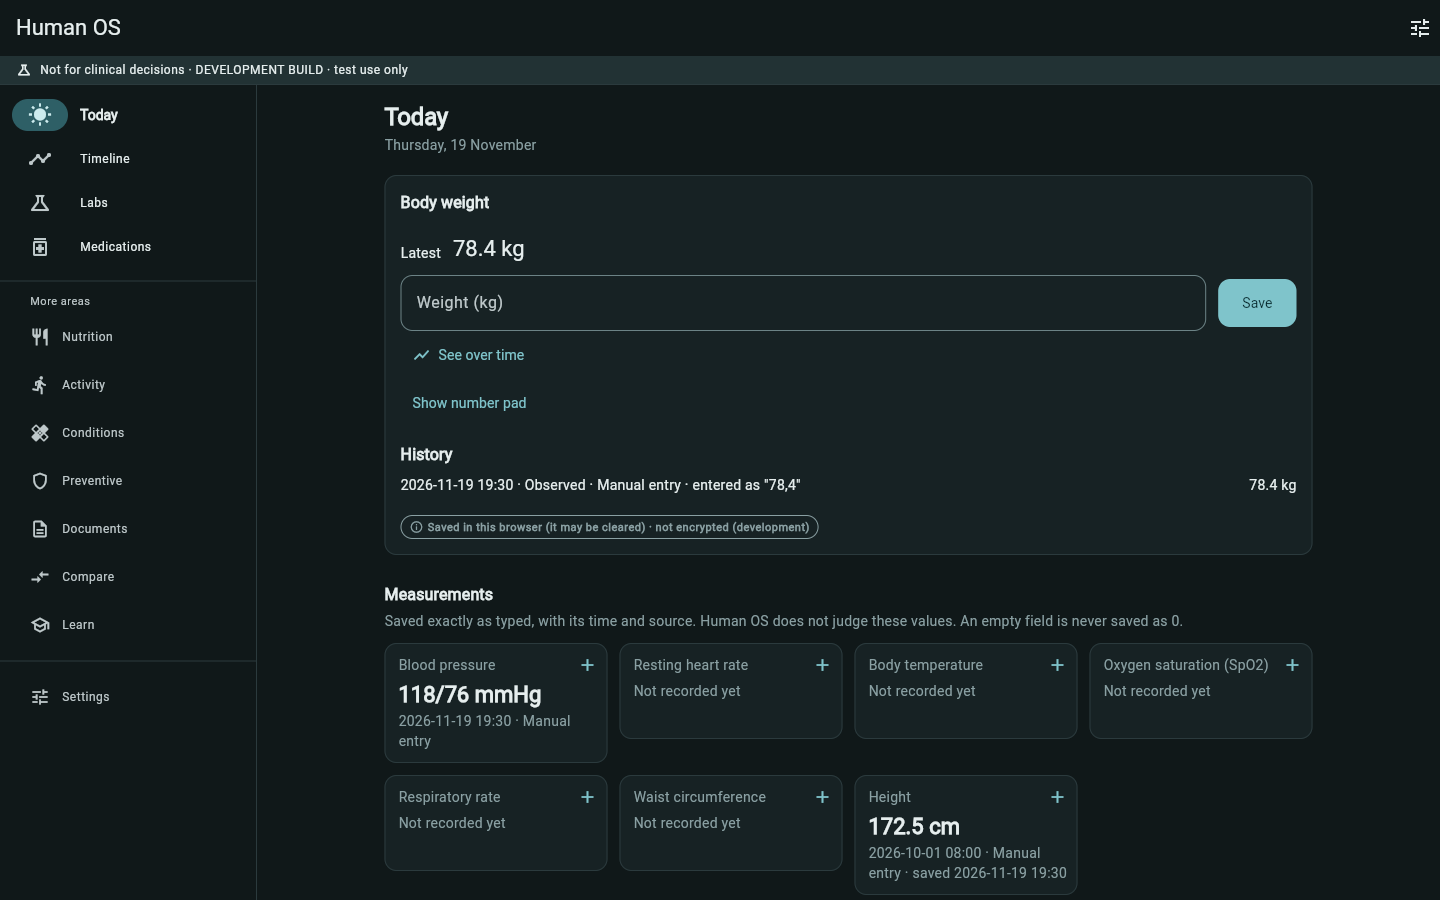 Human OS
Not for clinical decisions · DEVELOPMENT BUILD · test use only
Today
Timeline
Labs
Medications
More areas
Nutrition
Activity
Conditions
Preventive
Documents
Compare
Learn
Settings
Today
Thursday, 19 November
Body weight
Latest 78.4 kg
Weight (kg)
Save
See over time
Show number pad
History
2026-11-19 19:30 · Observed · Manual entry · entered as "78,4" 78.4 kg
Saved in this browser (it may be cleared) · not encrypted (development)
Measurements
Saved exactly as typed, with its time and source. Human OS does not judge these values. An empty field is never saved as 0.
Blood pressure
118/76 mmHg
2026-11-19 19:30 · Manual
entry
Resting heart rate
Not recorded yet
Body temperature
Not recorded yet
Oxygen saturation (SpO2)
Not recorded yet
Respiratory rate
Not recorded yet
Waist circumference
Not recorded yet
Height
172.5 cm
2026-10-01 08:00 · Manual
entry · saved 2026-11-19 19:30